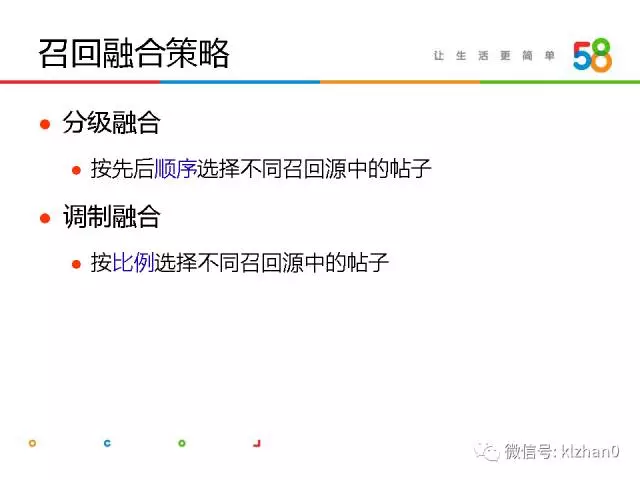 召回融合策略
让生活更简单
58
分级融合
按先后顺序选择不同召回源中的帖子
调制融合
按比例选择不同召回源中的帖子
微信号: klzhan0